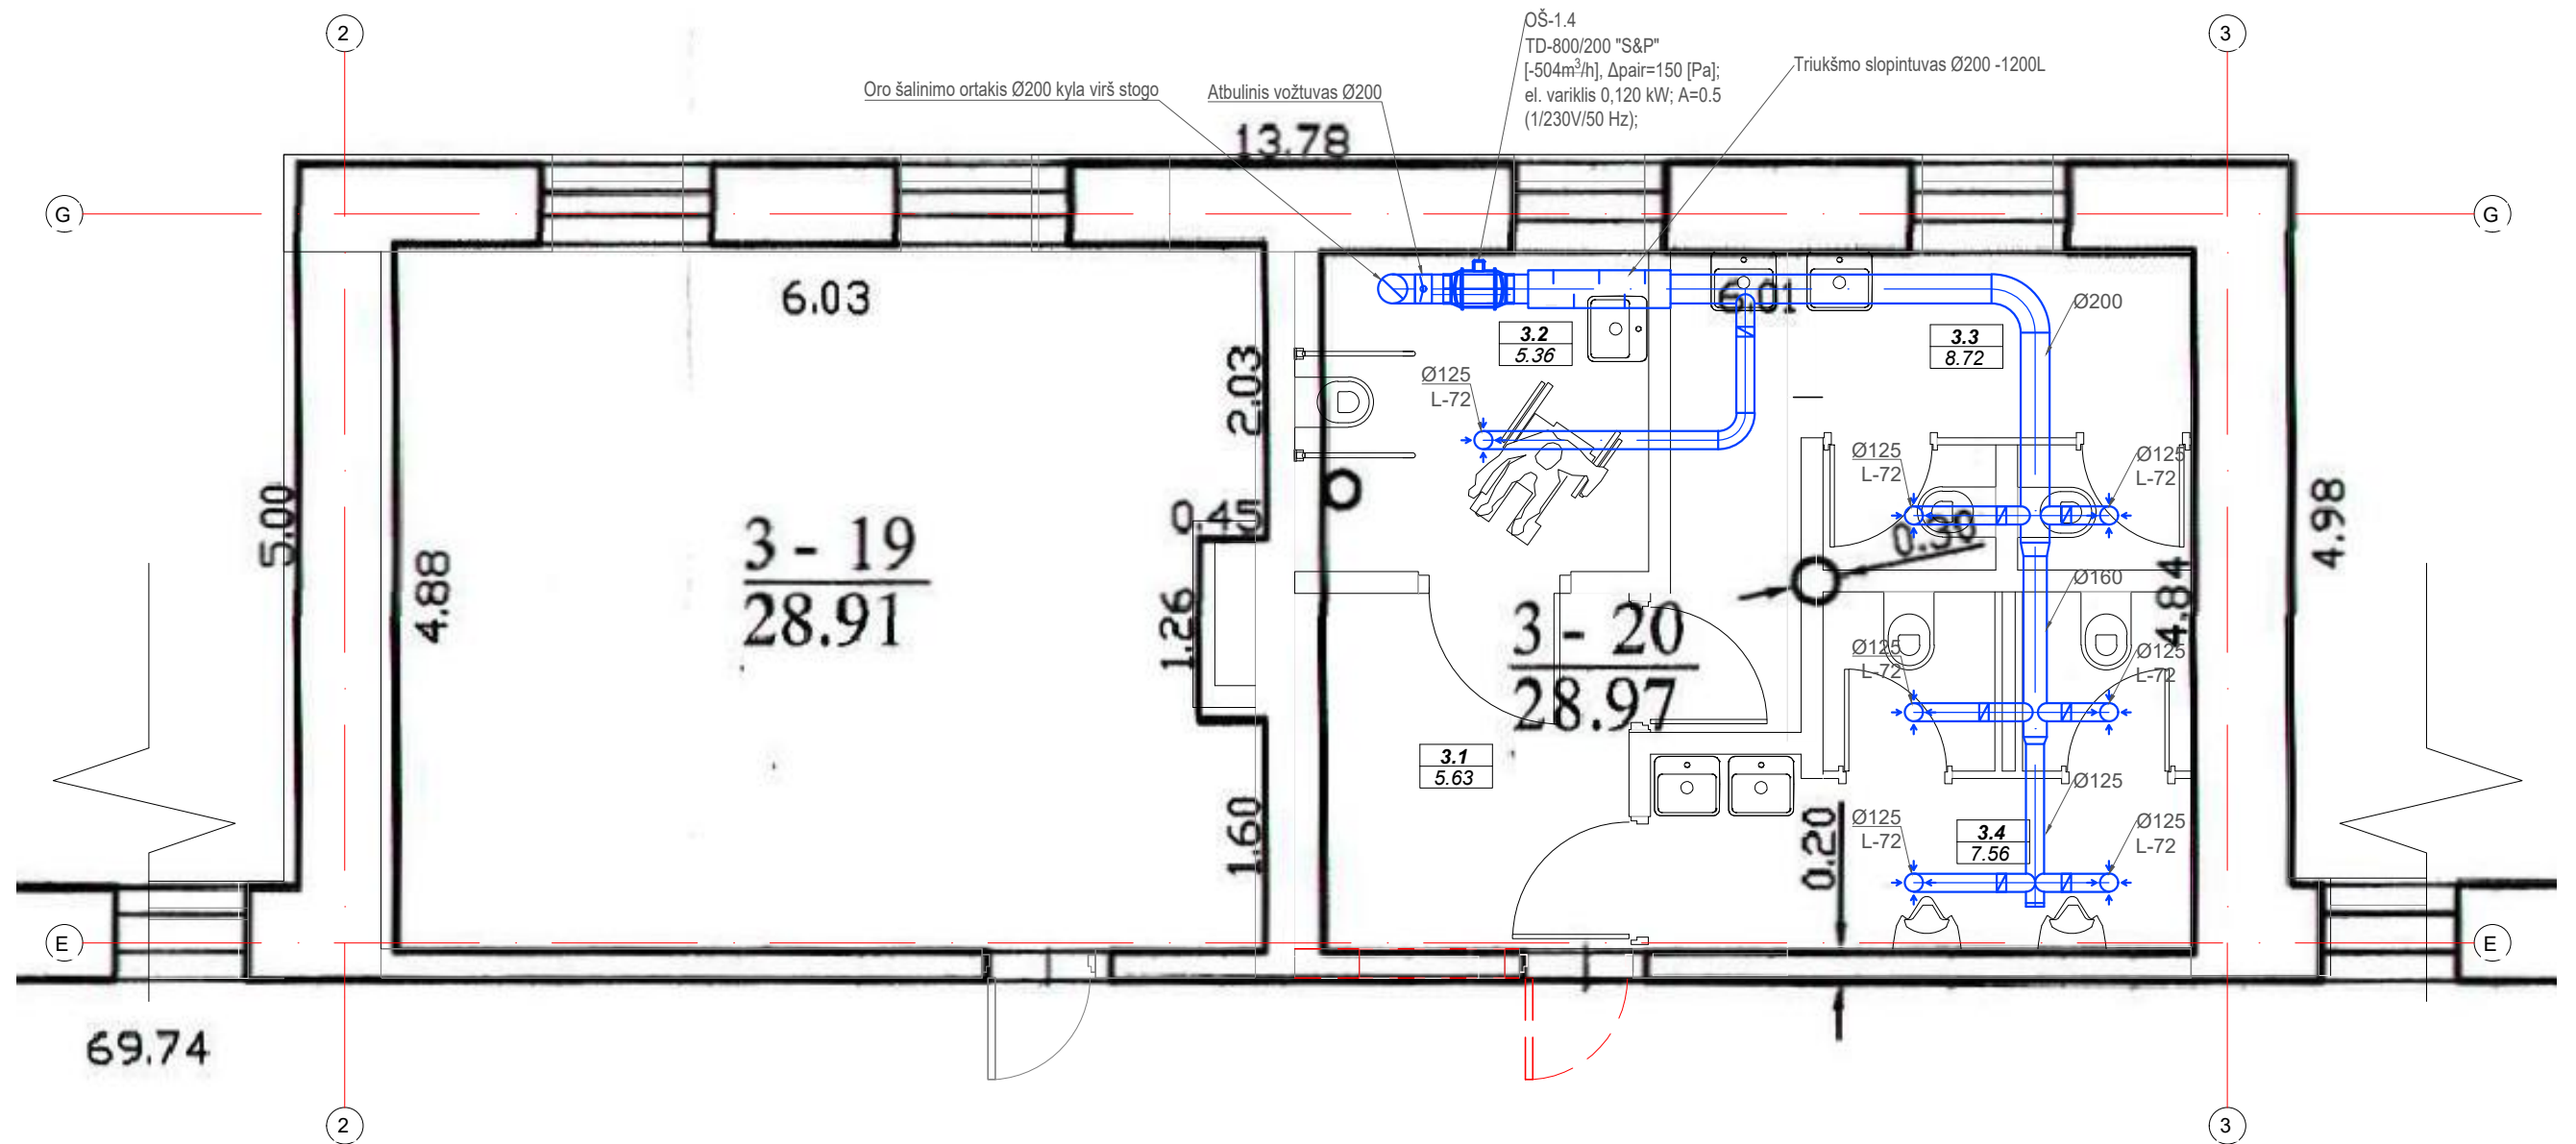 2
3
OŠ-1.4
TD-800/200 "S&P"
[-504m³/h], Δpair=150 [Pa];
el. variklis 0,120 kW; A=0.5
(1/230V/50 Hz);
Triukšmo slopintuvas Ø200 -1200L
Oro šalinimo ortakis Ø200 kyla virš stogo
Atbulinis vožtuvas Ø200
13.78
G
G
6.03
6.01
Ø200
3.2
5.36
3.3
8.72
2.03
Ø125
L-72
Ø125
L-72
Ø125
L-72
5.00
0.45
4.98
3 - 19
28.91
4.88
0.30
Ø160
4.84
1.26
3 - 20
28.97
Ø125
L-72
Ø125
L-72
3.1
5.63
Ø125
1.60
0.20
Ø125
L-72
3.4
7.56
Ø125
L-72
E
E
69.74
2
3